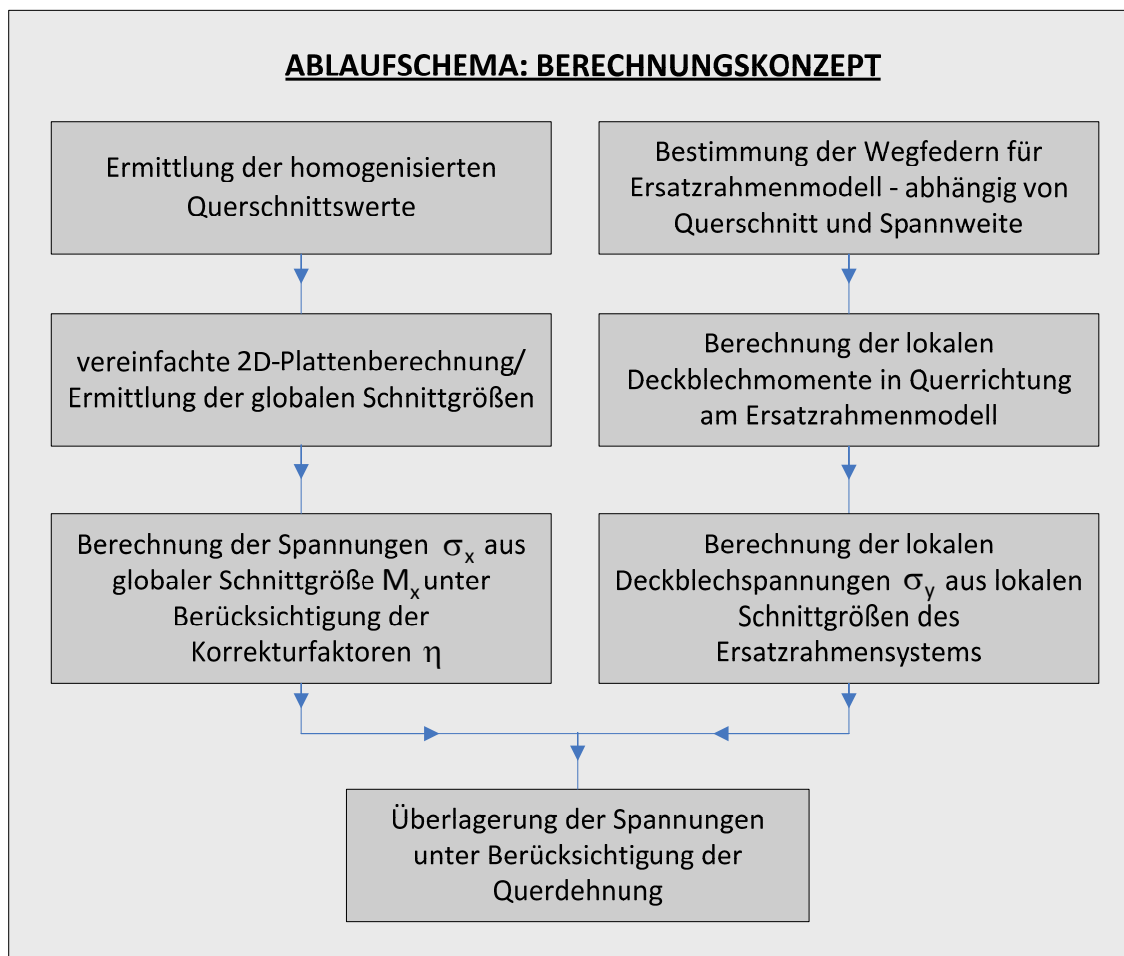 ABLAUFSCHEMA: BERECHNUNGSKONZEPT
Ermittlung der homogenisierten
Querschnittswerte
vereinfachte 2D-Plattenberechnung/
Ermittlung der globalen Schnittgrößen
Berechnung der Spannungen σx aus
globaler Schnittgröße Mx unter
Berücksichtigung der
Korrekturfaktoren η
Bestimmung der Wegfedern für
Ersatzrahmenmodell - abhängig von
Querschnitt und Spannweite
Berechnung der lokalen
Deckblechmomente in Querrichtung
am Ersatzrahmenmodell
Berechnung der lokalen
Deckblechspannungen σy aus lokalen
Schnittgrößen des
Ersatzrahmensystems
Überlagerung der Spannungen
unter Berücksichtigung der
Querdehnung